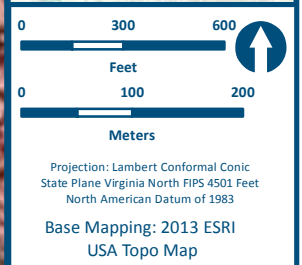 0 300 600
Feet
0 100 200
Meters
Projection: Lambert Conformal Conic
State Plane Virginia North FIPS 4501 Feet
North American Datum of 1983
Base Mapping: 2013 ESRI
USA Topo Map